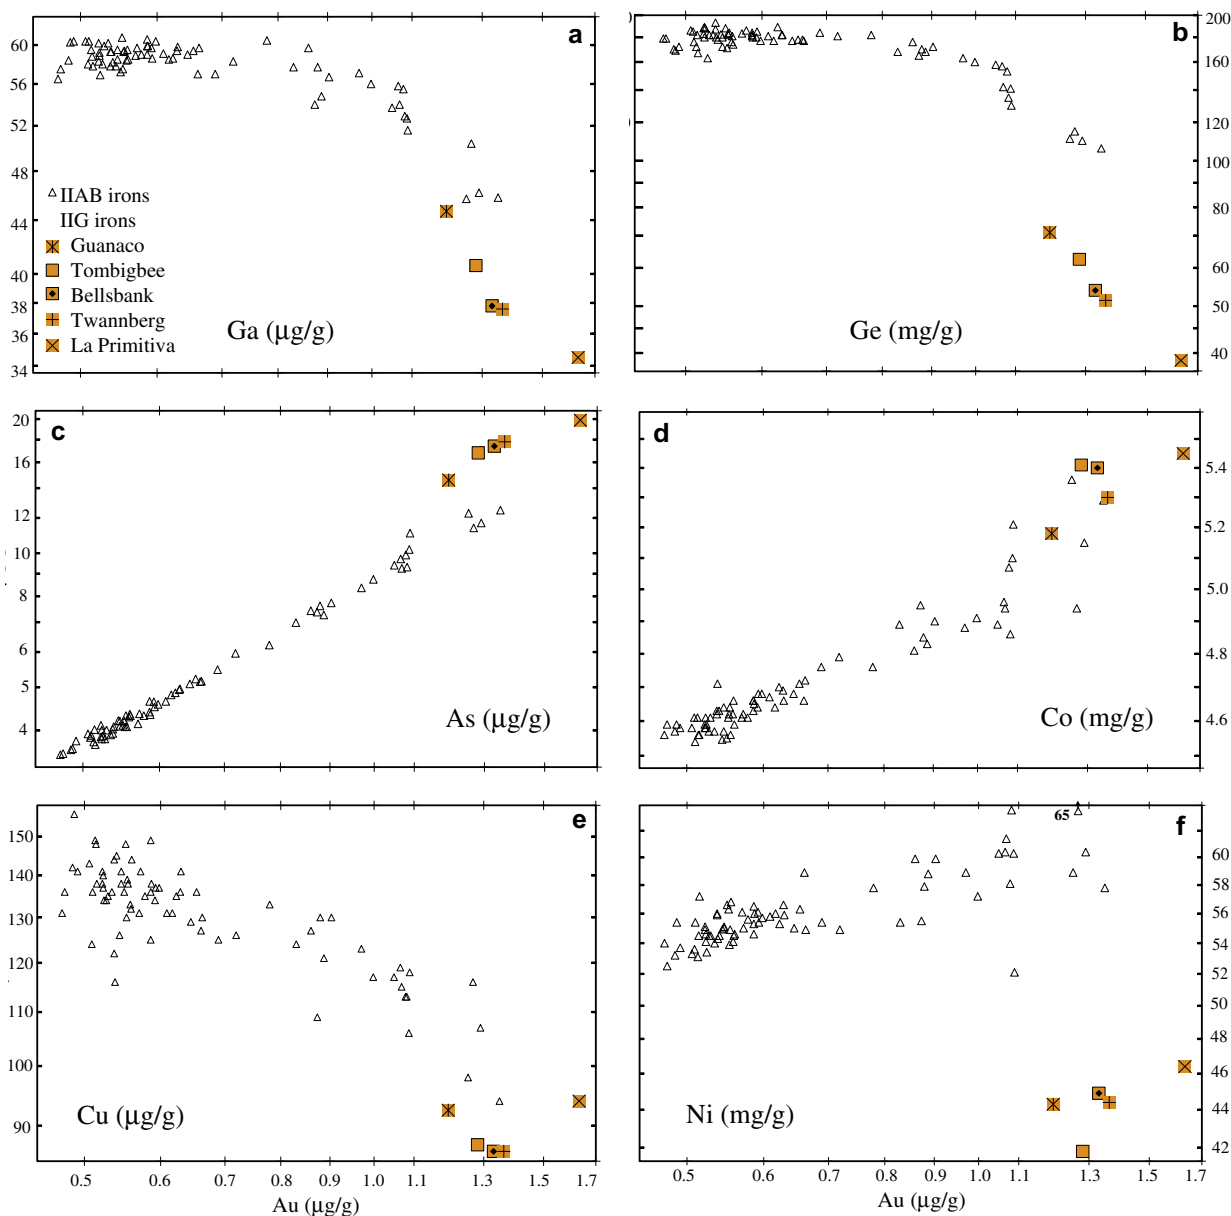 a
60
56
52
48
44
40
38
36
34
IIAB irons
IIG irons
Guanaco
Tombigbee
Bellsbank
Twannberg
La Primitiva
Ga (μg/g)
b
200
160
120
100
80
60
50
40
Ge (mg/g)
c
20
16
12
10
8
6
5
4
As (μg/g)
d
5.4
5.2
5.0
4.8
4.6
Co (mg/g)
e
150
140
130
120
110
100
90
Cu (μg/g)
0.5 0.6 0.7 0.8 0.9 1.0 1.1 1.3 1.5 1.7
Au (μg/g)
65
f
60
58
56
54
52
50
48
46
44
42
Ni (mg/g)
0.5 0.6 0.7 0.8 0.9 1.0 1.1 1.3 1.5 1.7
Au (μg/g)